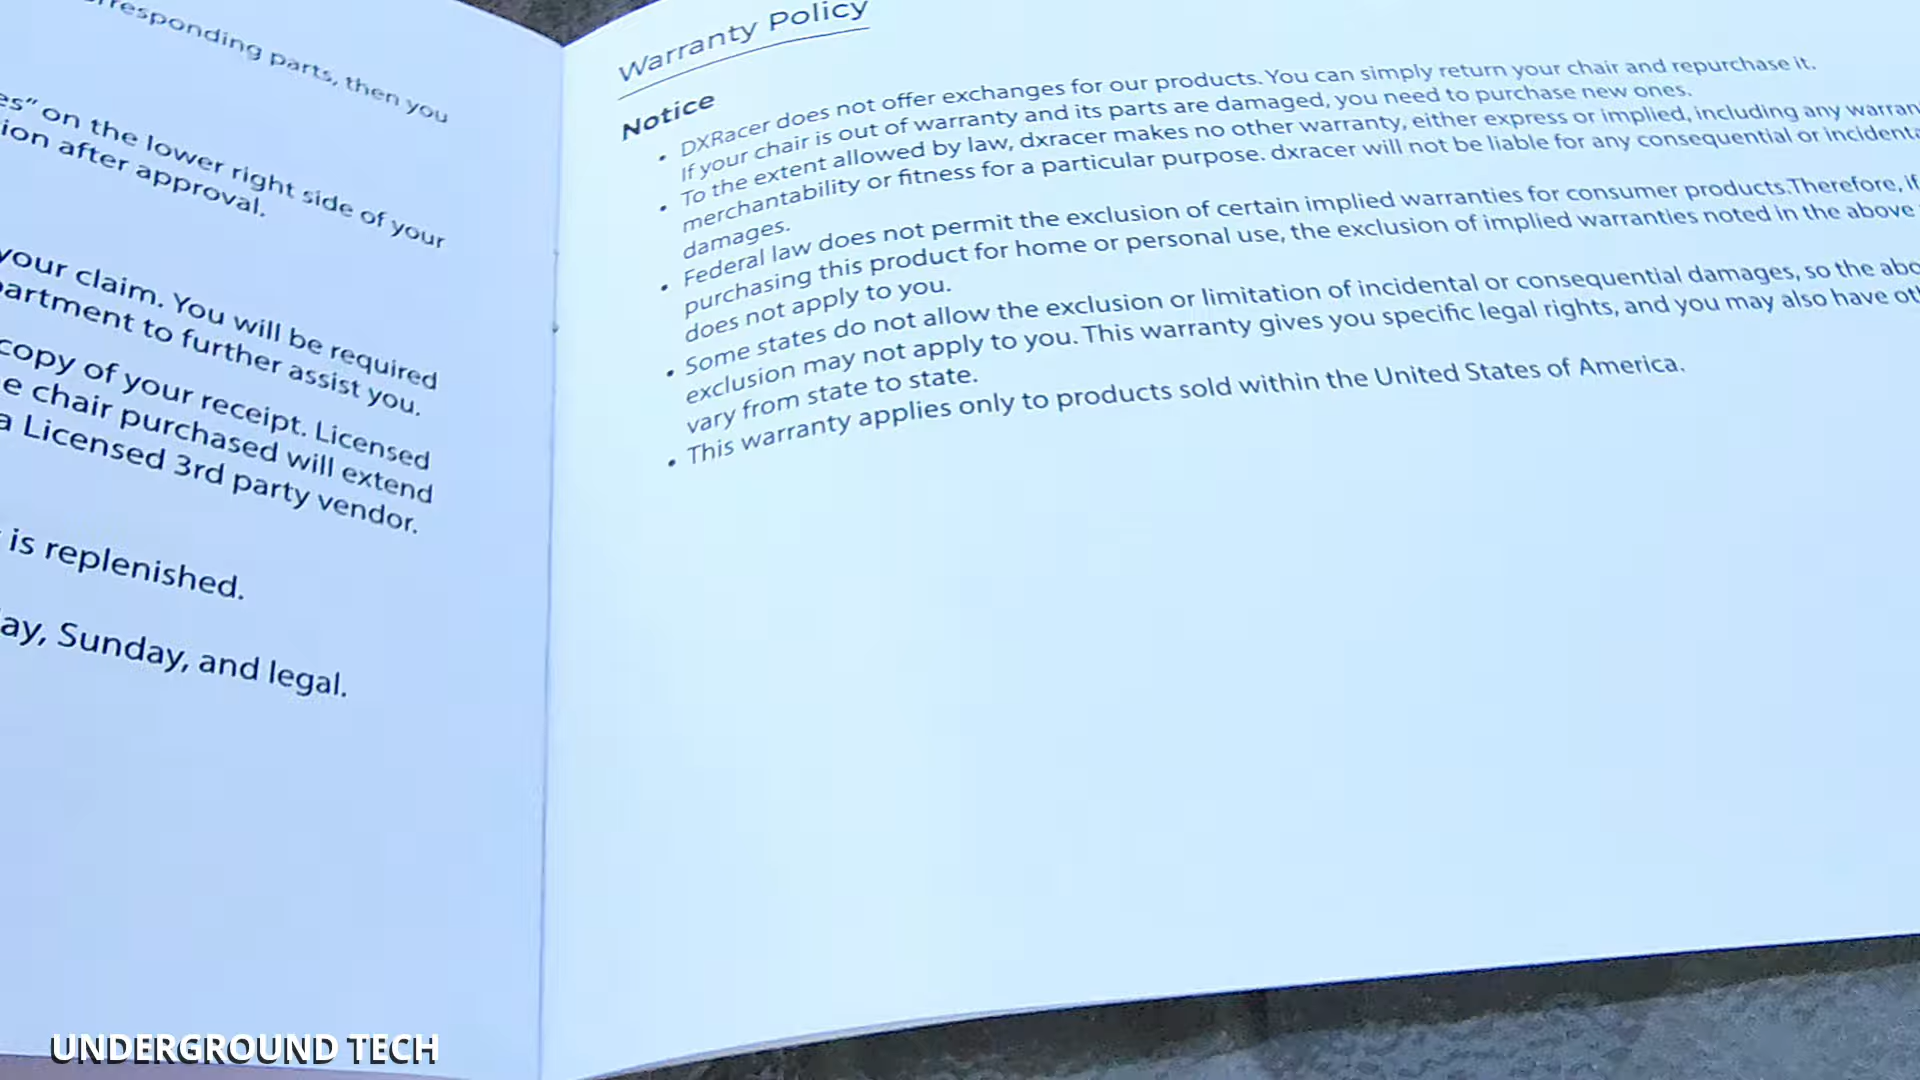 responding parts, then you
es" on the lower right side of your
ion after approval.
your claim. You will be required
partment to further assist you.
copy of your receipt. Licensed
e chair purchased will extend
a Licensed 3rd party vendor.
is replenished.
ay, Sunday, and legal.
Warranty Policy
Notice
• DXRacer does not offer exchanges for our products. You can simply return your chair and repurchase it.
If your chair is out of warranty and its parts are damaged, you need to purchase new ones.
• To the extent allowed by law, dxracer makes no other warranty, either express or implied, including any warran
merchantability or fitness for a particular purpose. dxracer will not be liable for any consequential or incidenta
damages.
• Federal law does not permit the exclusion of certain implied warranties for consumer products.Therefore, if
purchasing this product for home or personal use, the exclusion of implied warranties noted in the above
does not apply to you.
• Some states do not allow the exclusion or limitation of incidental or consequential damages, so the abo
exclusion may not apply to you. This warranty gives you specific legal rights, and you may also have ot
vary from state to state.
• This warranty applies only to products sold within the United States of America.
UNDERGROUND TECH